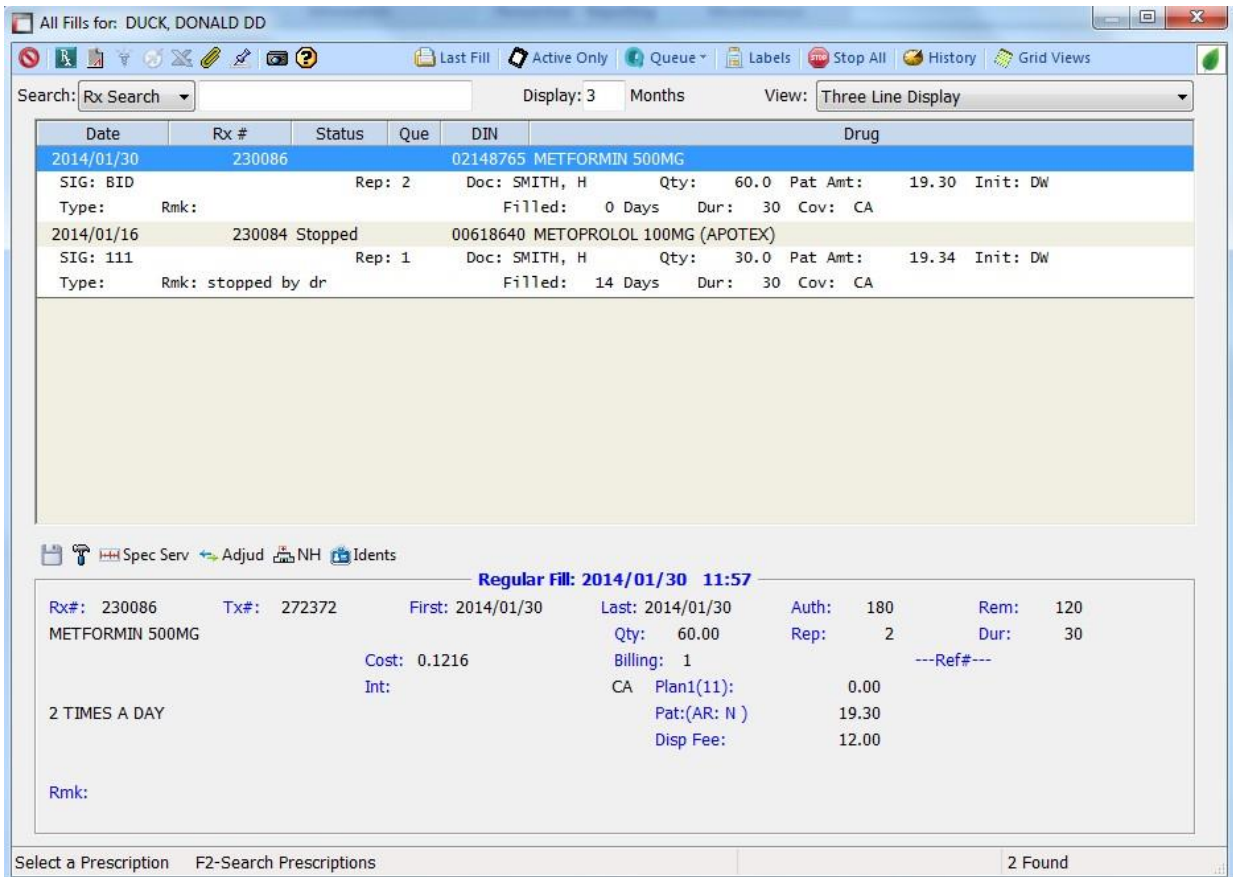 All Fills for: DUCK, DONALD DD
Last Fill Active Only Queue Labels Stop All History Grid Views
Search: Rx Search Display: 3 Months View: Three Line Display
Date Rx # Status Que DIN Drug
2014/01/30 230086 02148765 METFORMIN 500MG
SIG: BID Rep: 2 Doc: SMITH, H Qty: 60.0 Pat Amt: 19.30 Init: DW
Type: Rmk: Filled: 0 Days Dur: 30 Cov: CA
2014/01/16 230084 Stopped 00618640 METOPROLOL 100MG (APOTEX)
SIG: 111 Rep: 1 Doc: SMITH, H Qty: 30.0 Pat Amt: 19.34 Init: DW
Type: Rmk: stopped by dr Filled: 14 Days Dur: 30 Cov: CA
Spec Serv Adjud NH Idents
Regular Fill: 2014/01/30 11:57
Rx#: 230086 Tx#: 272372 First: 2014/01/30 Last: 2014/01/30 Auth: 180 Rem: 120
METFORMIN 500MG Qty: 60.00 Rep: 2 Dur: 30
Cost: 0.1216 Billing: 1 ---Ref#---
Int: CA Plan1(11): 0.00
2 TIMES A DAY Pat:(AR: N ) 19.30
Disp Fee: 12.00
Rmk:
Select a Prescription F2-Search Prescriptions 2 Found